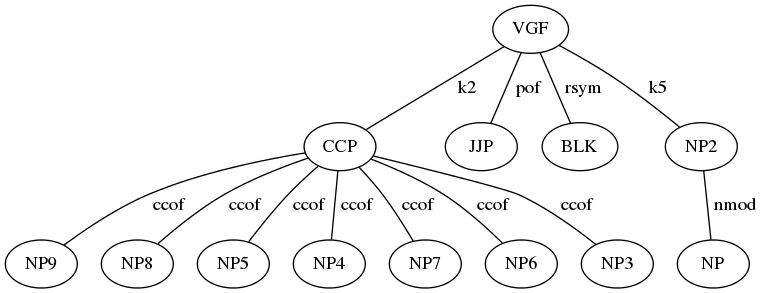 VGF
k2 pof rsym k5
CCP JJP BLK NP2
ccof ccof ccof ccof ccof ccof ccof nmod
NP9 NP8 NP5 NP4 NP7 NP6 NP3 NP